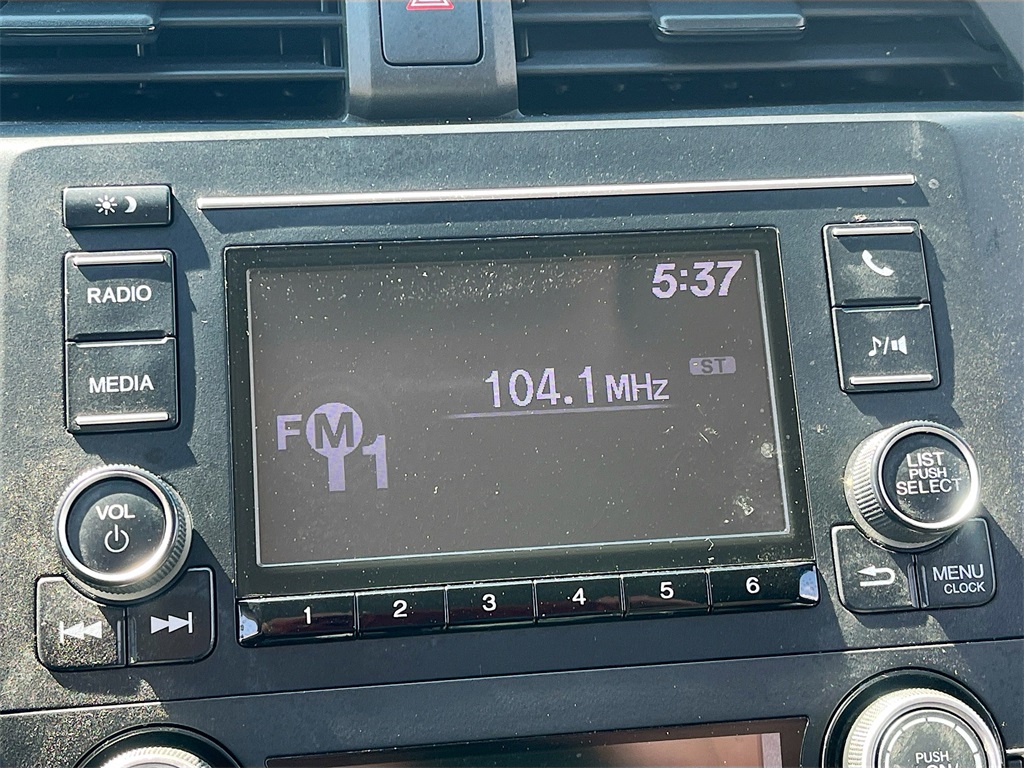 5:37
RADIO
MEDIA
104.1 MHz
ST
FM1
LIST
PUSH
SELECT
VOL
MENU
CLOCK
1 2 3 4 5 6
PUSH